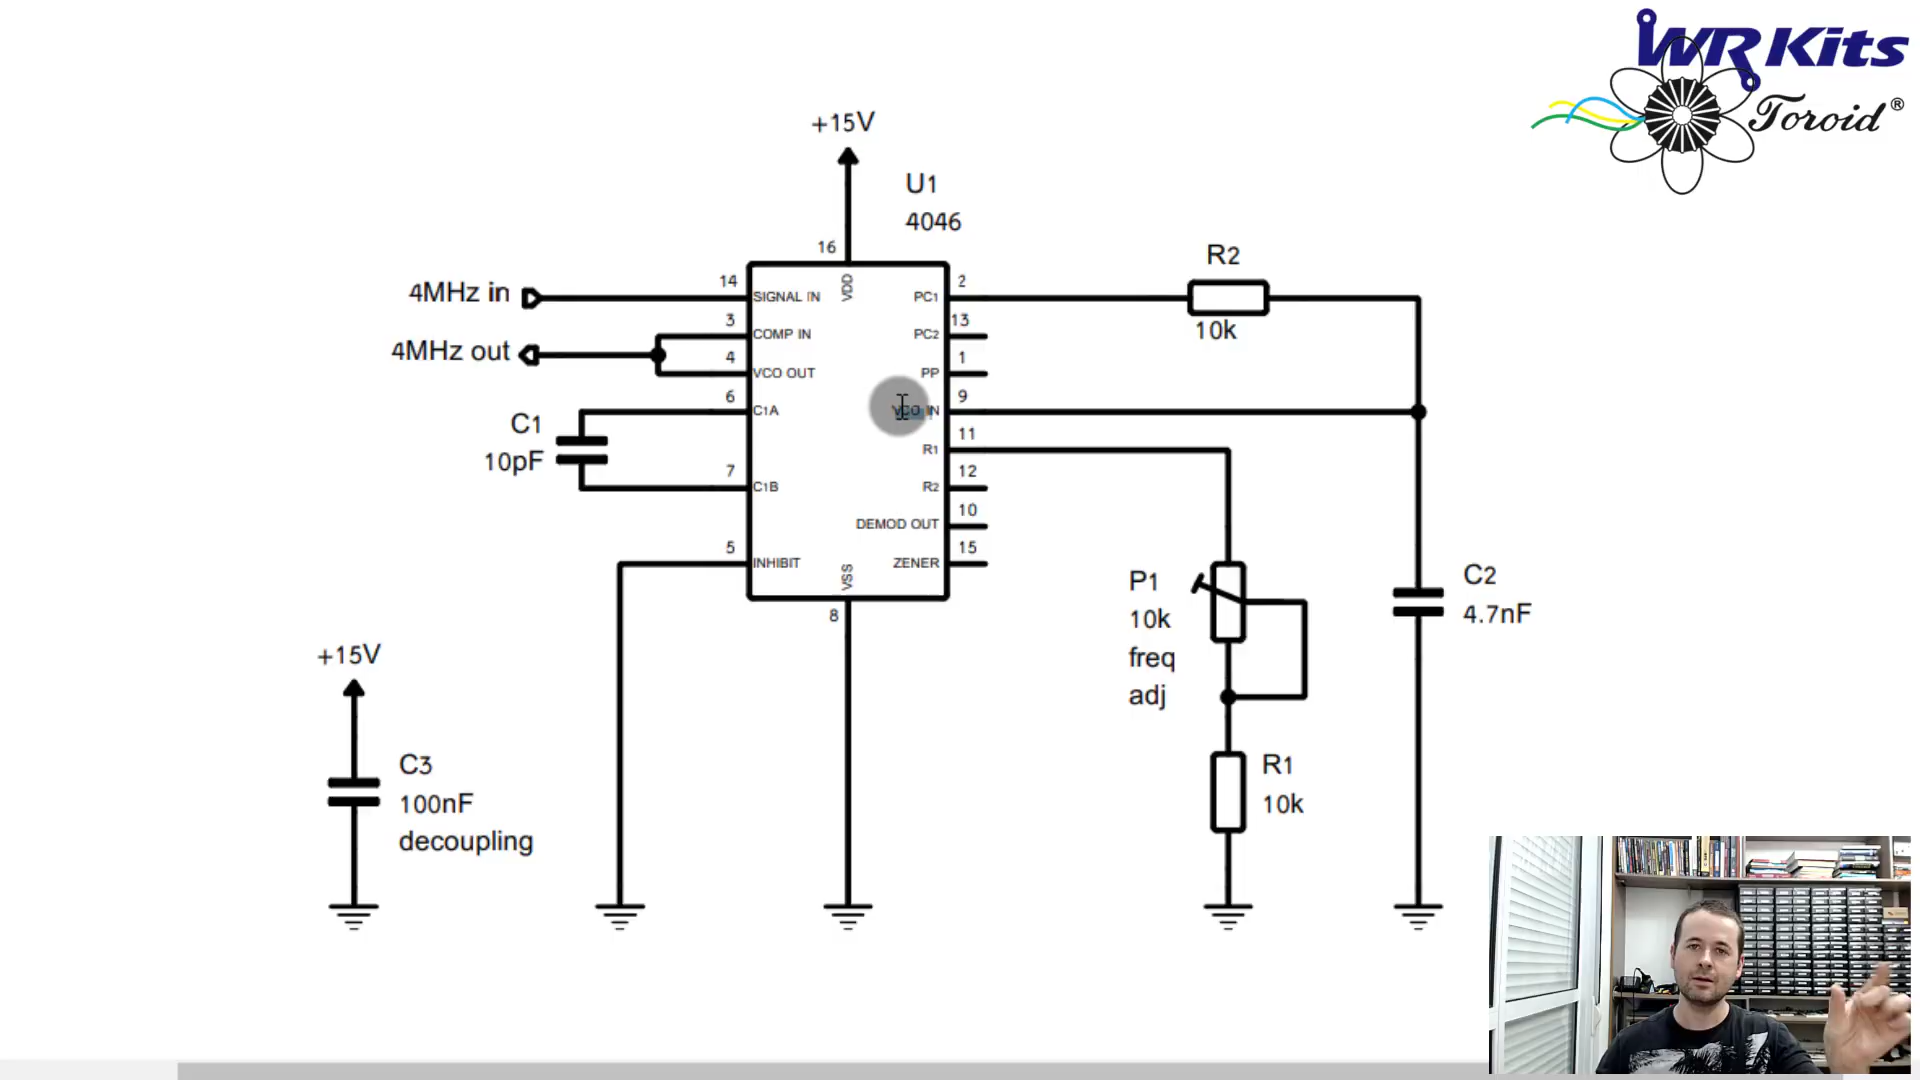 WR Kits
Toroid®
+15V
U1
4046
16
R2
10k
4MHz in
14
SIGNAL IN
VDD
PC1
2
3
COMP IN
PC2
13
4MHz out
4
VCO OUT
PP
1
6
C1A
VCO IN
9
C1
10pF
R1
11
7
C1B
R2
12
DEMOD OUT
10
5
INHIBIT
VSS
ZENER
15
8
P1
10k
freq
adj
C2
4.7nF
+15V
C3
100nF
decoupling
R1
10k